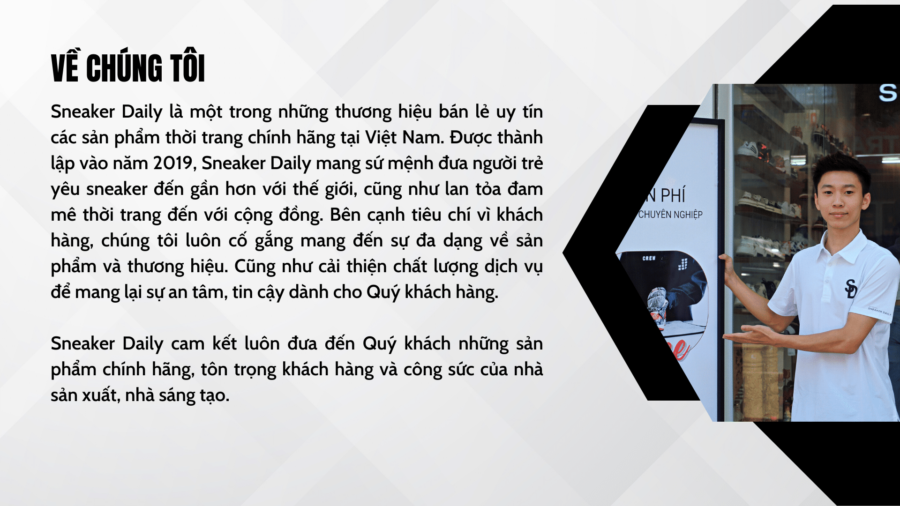 VỀ CHÚNG TÔI
Sneaker Daily là một trong những thương hiệu bán lẻ uy tín
các sản phẩm thời trang chính hãng tại Việt Nam. Được thành
lập vào năm 2019, Sneaker Daily mang sứ mệnh đưa người trẻ
yêu sneaker đến gần hơn với thế giới, cũng như lan tỏa đam
mê thời trang đến với cộng đồng. Bên cạnh tiêu chí vì khách
hàng, chúng tôi luôn cố gắng mang đến sự đa dạng về sản
phẩm và thương hiệu. Cũng như cải thiện chất lượng dịch vụ
để mang lại sự an tâm, tin cậy dành cho Quý khách hàng.
Sneaker Daily cam kết luôn đưa đến Quý khách những sản
phẩm chính hãng, tôn trọng khách hàng và công sức của nhà
sản xuất, nhà sáng tạo.
S
N PHÍ
CHUYÊN NGHIỆP
CREW
SD